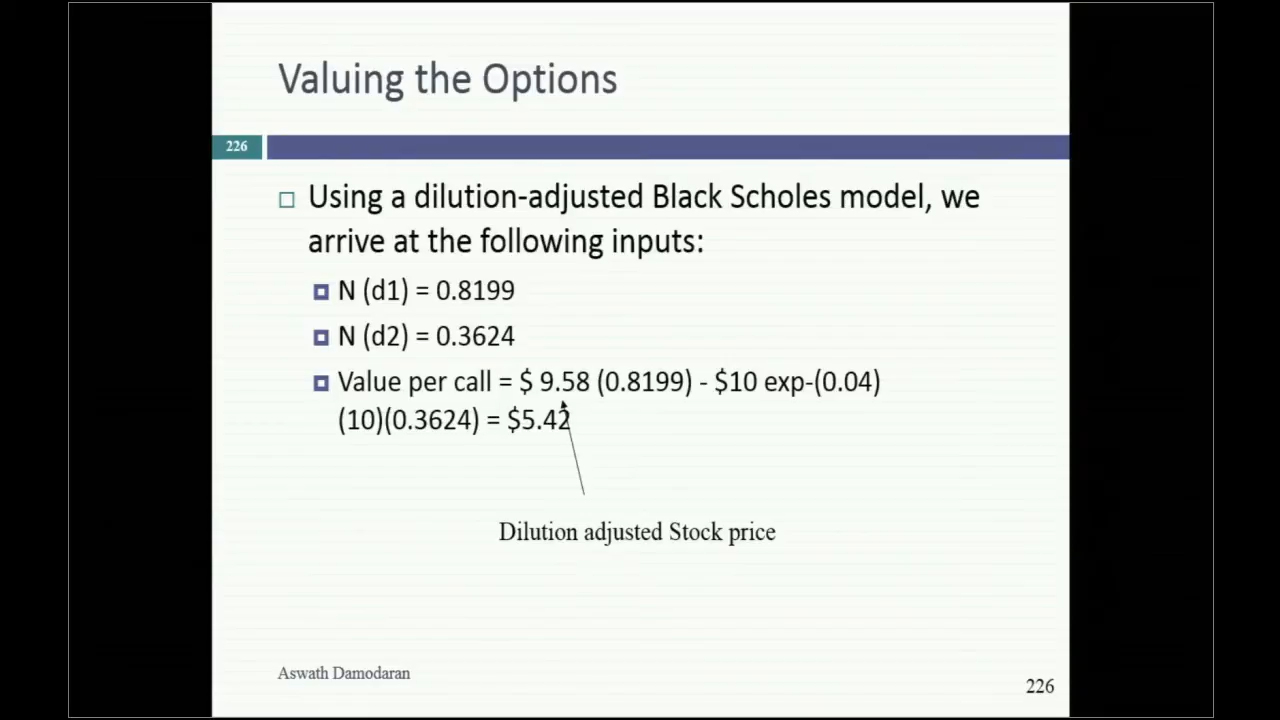 Valuing the Options
226
Using a dilution-adjusted Black Scholes model, we
arrive at the following inputs:
N (d1) = 0.8199
N (d2) = 0.3624
Value per call = $ 9.58 (0.8199) - $10 exp-(0.04)
(10)(0.3624) = $5.42
Dilution adjusted Stock price
Aswath Damodaran
226